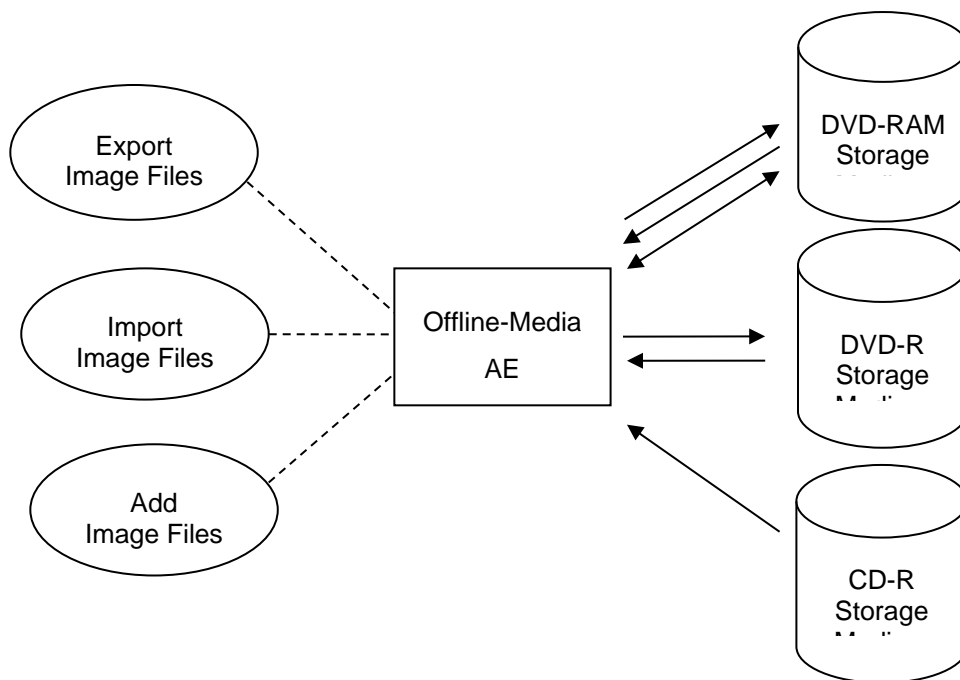 Export
Image Files
Import
Image Files
Add
Image Files
Offline-Media
AE
DVD-RAM
Storage
DVD-R
Storage
CD-R
Storage